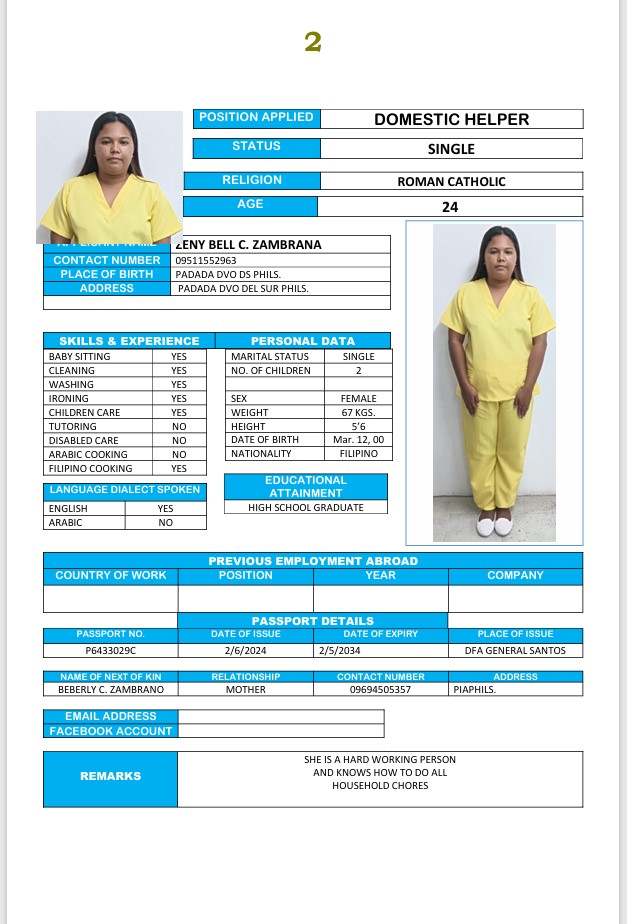 2
POSITION APPLIED DOMESTIC HELPER
STATUS SINGLE
RELIGION ROMAN CATHOLIC
AGE 24
APPLICANT NAME ZENY BELL C. ZAMBRANA
CONTACT NUMBER 09511552963
PLACE OF BIRTH PADADA DVO DS PHILS.
ADDRESS PADADA DVO DEL SUR PHILS.
SKILLS & EXPERIENCE PERSONAL DATA
BABY SITTING YES MARITAL STATUS SINGLE
CLEANING YES NO. OF CHILDREN 2
WASHING YES
IRONING YES SEX FEMALE
CHILDREN CARE YES WEIGHT 67 KGS.
TUTORING NO HEIGHT 5'6
DISABLED CARE NO DATE OF BIRTH Mar. 12, 00
ARABIC COOKING NO NATIONALITY FILIPINO
FILIPINO COOKING YES
EDUCATIONAL
ATTAINMENT
LANGUAGE DIALECT SPOKEN
ENGLISH YES HIGH SCHOOL GRADUATE
ARABIC NO
PREVIOUS EMPLOYMENT ABROAD
COUNTRY OF WORK POSITION YEAR COMPANY
PASSPORT DETAILS
PASSPORT NO. DATE OF ISSUE DATE OF EXPIRY PLACE OF ISSUE
P6433029C 2/6/2024 2/5/2034 DFA GENERAL SANTOS
NAME OF NEXT OF KIN RELATIONSHIP CONTACT NUMBER ADDRESS
BEBERLY C. ZAMBRANO MOTHER 09694505357 PIAPHILS.
EMAIL ADDRESS
FACEBOOK ACCOUNT
REMARKS
SHE IS A HARD WORKING PERSON
AND KNOWS HOW TO DO ALL
HOUSEHOLD CHORES